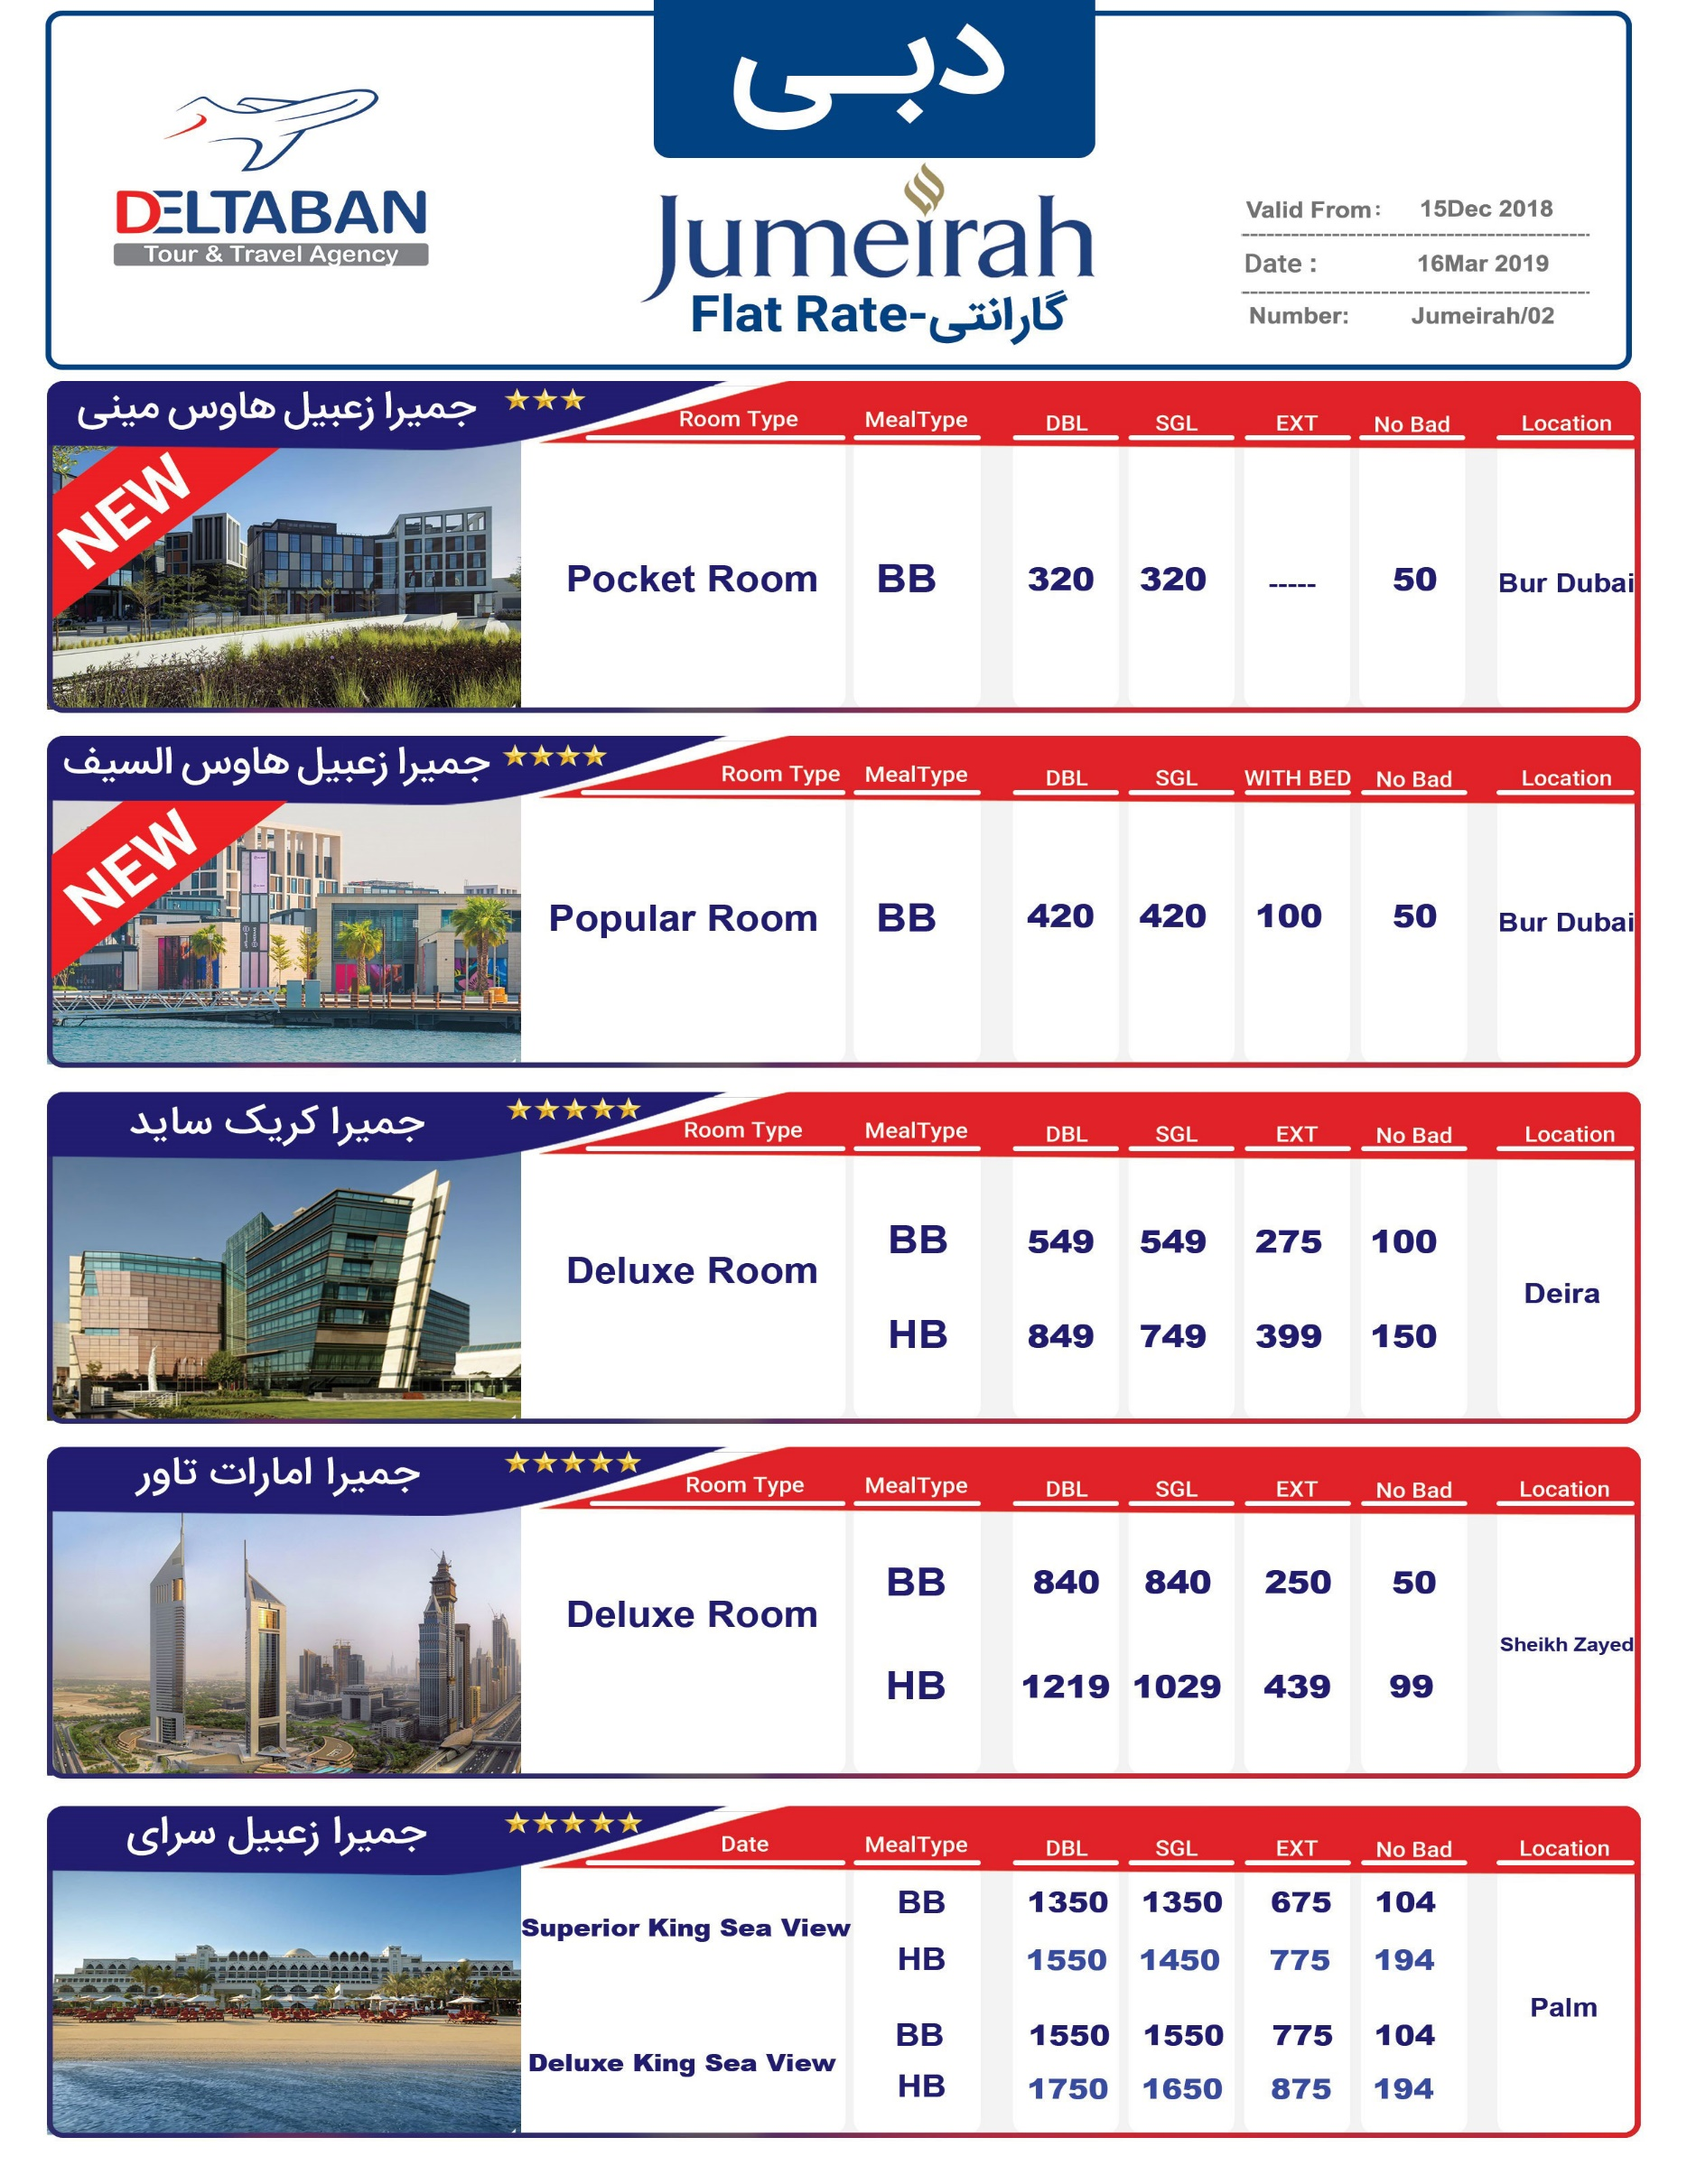 دبی
DELTABAN
Tour & Travel Agency
Jumeirah
Flat Rate-گارانتی
Valid From: 15Dec 2018
Date : 16Mar 2019
Number: Jumeirah/02
جمیرا زعبیل هاوس مینی
Room Type MealType DBL SGL EXT No Bad Location
NEW
Pocket Room BB 320 320 ----- 50 Bur Dubai
جمیرا زعبیل هاوس السیف
Room Type MealType DBL SGL WITH BED No Bad Location
NEW
Popular Room BB 420 420 100 50 Bur Dubai
جمیرا کریک ساید
Room Type MealType DBL SGL EXT No Bad Location
Deluxe Room
BB 549 549 275 100
HB 849 749 399 150
Deira
جمیرا امارات تاور
Room Type MealType DBL SGL EXT No Bad Location
Deluxe Room
BB 840 840 250 50
HB 1219 1029 439 99
Sheikh Zayed
جمیرا زعبیل سرای
Date MealType DBL SGL EXT No Bad Location
Superior King Sea View
BB 1350 1350 675 104
HB 1550 1450 775 194
Palm
Deluxe King Sea View
BB 1550 1550 775 104
HB 1750 1650 875 194